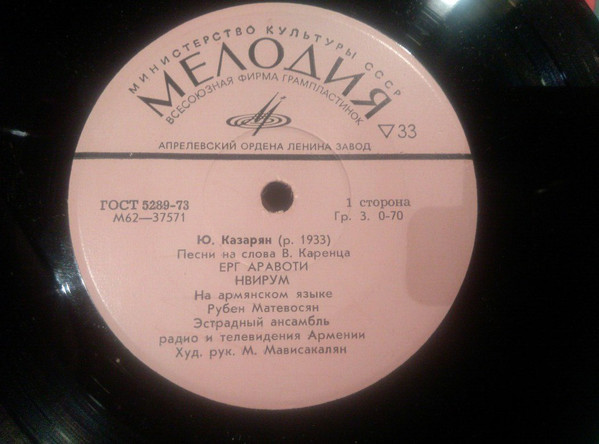 МИНИСТЕРСТВО КУЛЬТУРЫ СССР
МЕЛОДИЯ
ВСЕСОЮЗНАЯ ФИРМА ГРАМПЛАСТИНОК
▽33
АПРЕЛЕВСКИЙ ОРДЕНА ЛЕНИНА ЗАВОД
ГОСТ 5289-73
М62—37571
1 сторона
Гр. 3. 0-70
Ю. Казарян (р. 1933)
Песни на слова В. Каренца
ЕРГ АРАВОТИ
НВИРУМ
На армянском языке
Рубен Матевосян
Эстрадный ансамбль
радио и телевидения Армении
Худ. рук. М. Мависакалян